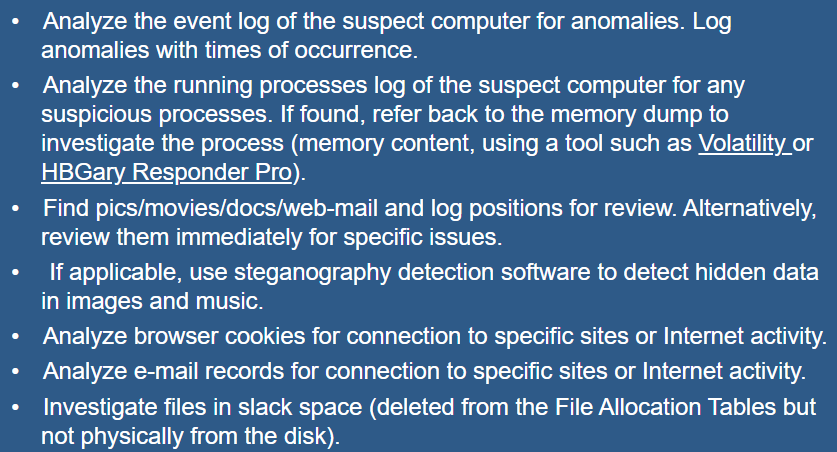 • Analyze the event log of the suspect computer for anomalies. Log
anomalies with times of occurrence.
• Analyze the running processes log of the suspect computer for any
suspicious processes. If found, refer back to the memory dump to
investigate the process (memory content, using a tool such as Volatility or
HBGary Responder Pro).
• Find pics/movies/docs/web-mail and log positions for review. Alternatively,
review them immediately for specific issues.
• If applicable, use steganography detection software to detect hidden data
in images and music.
• Analyze browser cookies for connection to specific sites or Internet activity.
• Analyze e-mail records for connection to specific sites or Internet activity.
• Investigate files in slack space (deleted from the File Allocation Tables but
not physically from the disk).